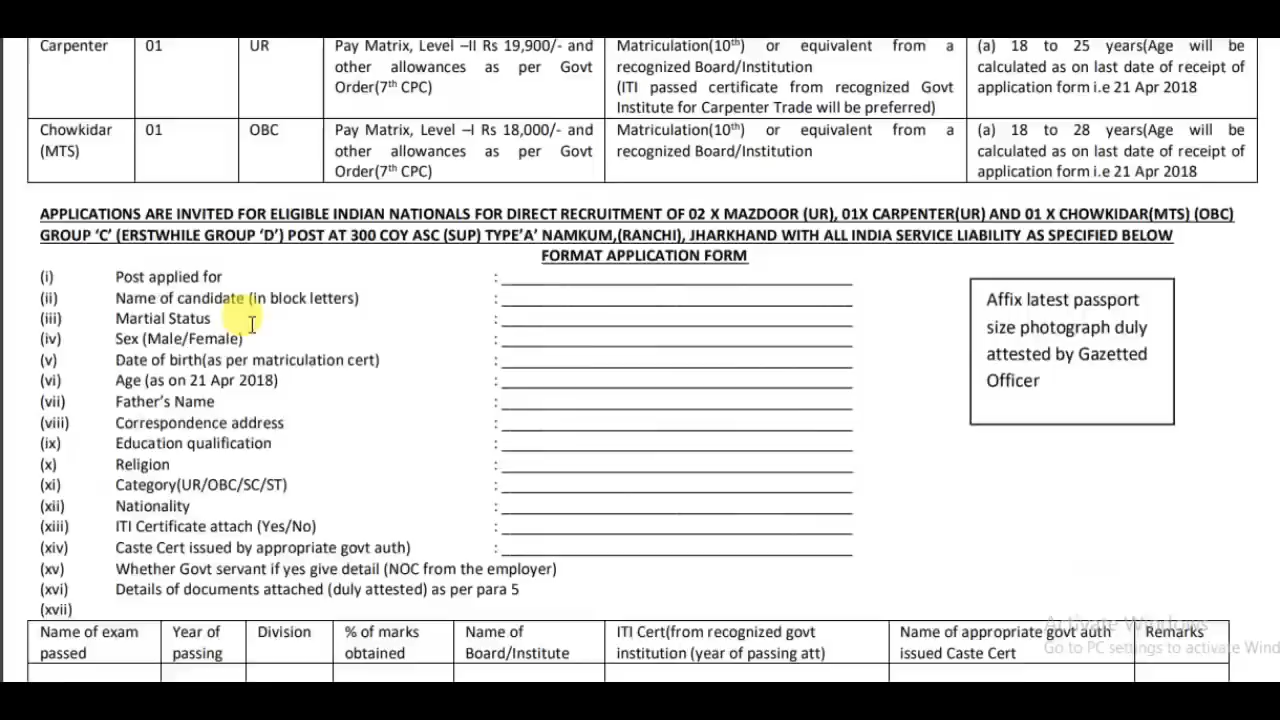 Carpenter 01 UR Pay Matrix, Level –II Rs 19,900/- and Matriculation(10th) or equivalent from a (a) 18 to 25 years(Age will be
other allowances as per Govt recognized Board/Institution calculated as on last date of receipt of
Order(7th CPC) (ITI passed certificate from recognized Govt application form i.e 21 Apr 2018
Institute for Carpenter Trade will be preferred)
Chowkidar 01 OBC Pay Matrix, Level –I Rs 18,000/- and Matriculation(10th) or equivalent from a (a) 18 to 28 years(Age will be
(MTS) other allowances as per Govt recognized Board/Institution calculated as on last date of receipt of
Order(7th CPC) application form i.e 21 Apr 2018
APPLICATIONS ARE INVITED FOR ELIGIBLE INDIAN NATIONALS FOR DIRECT RECRUITMENT OF 02 X MAZDOOR (UR), 01X CARPENTER(UR) AND 01 X CHOWKIDAR(MTS) (OBC)
GROUP ‘C’ (ERSTWHILE GROUP ‘D’) POST AT 300 COY ASC (SUP) TYPE’A’ NAMKUM,(RANCHI), JHARKHAND WITH ALL INDIA SERVICE LIABILITY AS SPECIFIED BELOW
FORMAT APPLICATION FORM
(i) Post applied for :
(ii) Name of candidate (in block letters) :
(iii) Martial Status :
(iv) Sex (Male/Female) :
(v) Date of birth(as per matriculation cert) :
(vi) Age (as on 21 Apr 2018) :
(vii) Father’s Name :
(viii) Correspondence address :
(ix) Education qualification :
(x) Religion :
(xi) Category(UR/OBC/SC/ST) :
(xii) Nationality :
(xiii) ITI Certificate attach (Yes/No) :
(xiv) Caste Cert issued by appropriate govt auth) :
(xv) Whether Govt servant if yes give detail (NOC from the employer)
(xvi) Details of documents attached (duly attested) as per para 5
(xvii)
Affix latest passport
size photograph duly
attested by Gazetted
Officer
Name of exam Year of Division % of marks Name of ITI Cert(from recognized govt Name of appropriate govt auth Remarks
passed passing obtained Board/Institute institution (year of passing att) issued Caste Cert
Activate Windows
Go to PC settings to activate Wind